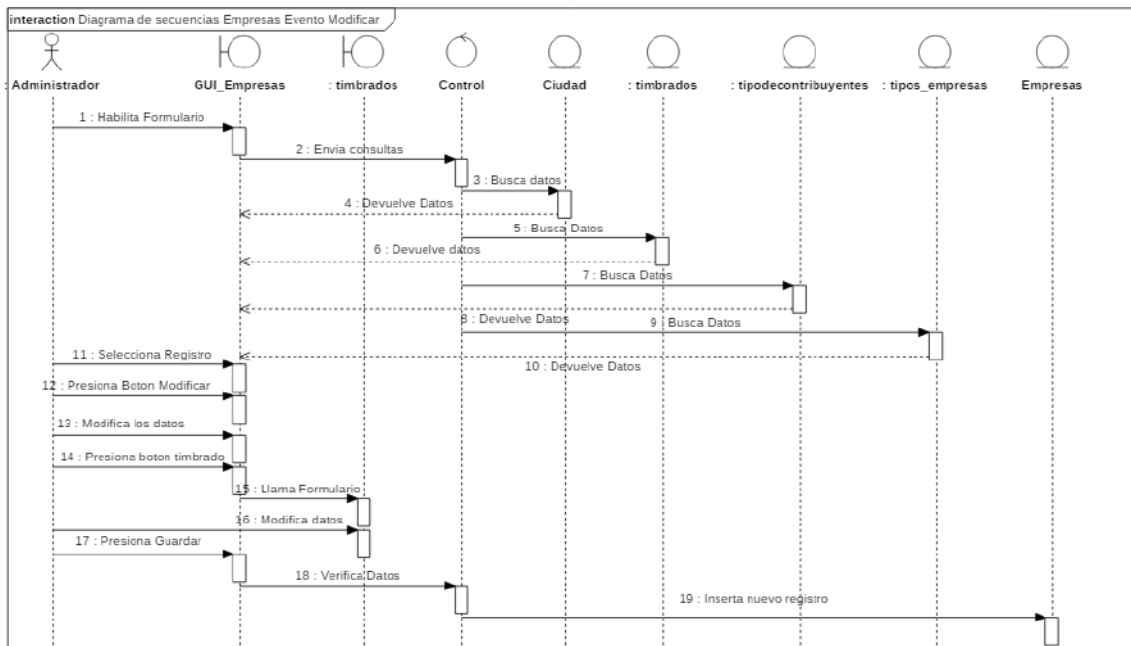 interaction Diagrama de secuencias Empresas Evento Modificar
: Administrador
GUI_Empresas
: timbrados
Control
Ciudad
: timbrados
: tipodecontribuyentes
: tipos_empresas
Empresas
1 : Habilita Formulario
2 : Envia consultas
3 : Busca datos
4 : Devuelve Datos
5 : Busca Datos
6 : Devuelve datos
7 : Busca Datos
8 : Devuelve Datos
9 : Busca Datos
10 : Devuelve Datos
11 : Selecciona Registro
12 : Presiona Boton Modificar
13 : Modifica los datos
14 : Presiona boton timbrado
15 : Llama Formulario
16 : Modifica datos
17 : Presiona Guardar
18 : Verifica Datos
19 : Inserta nuevo registro